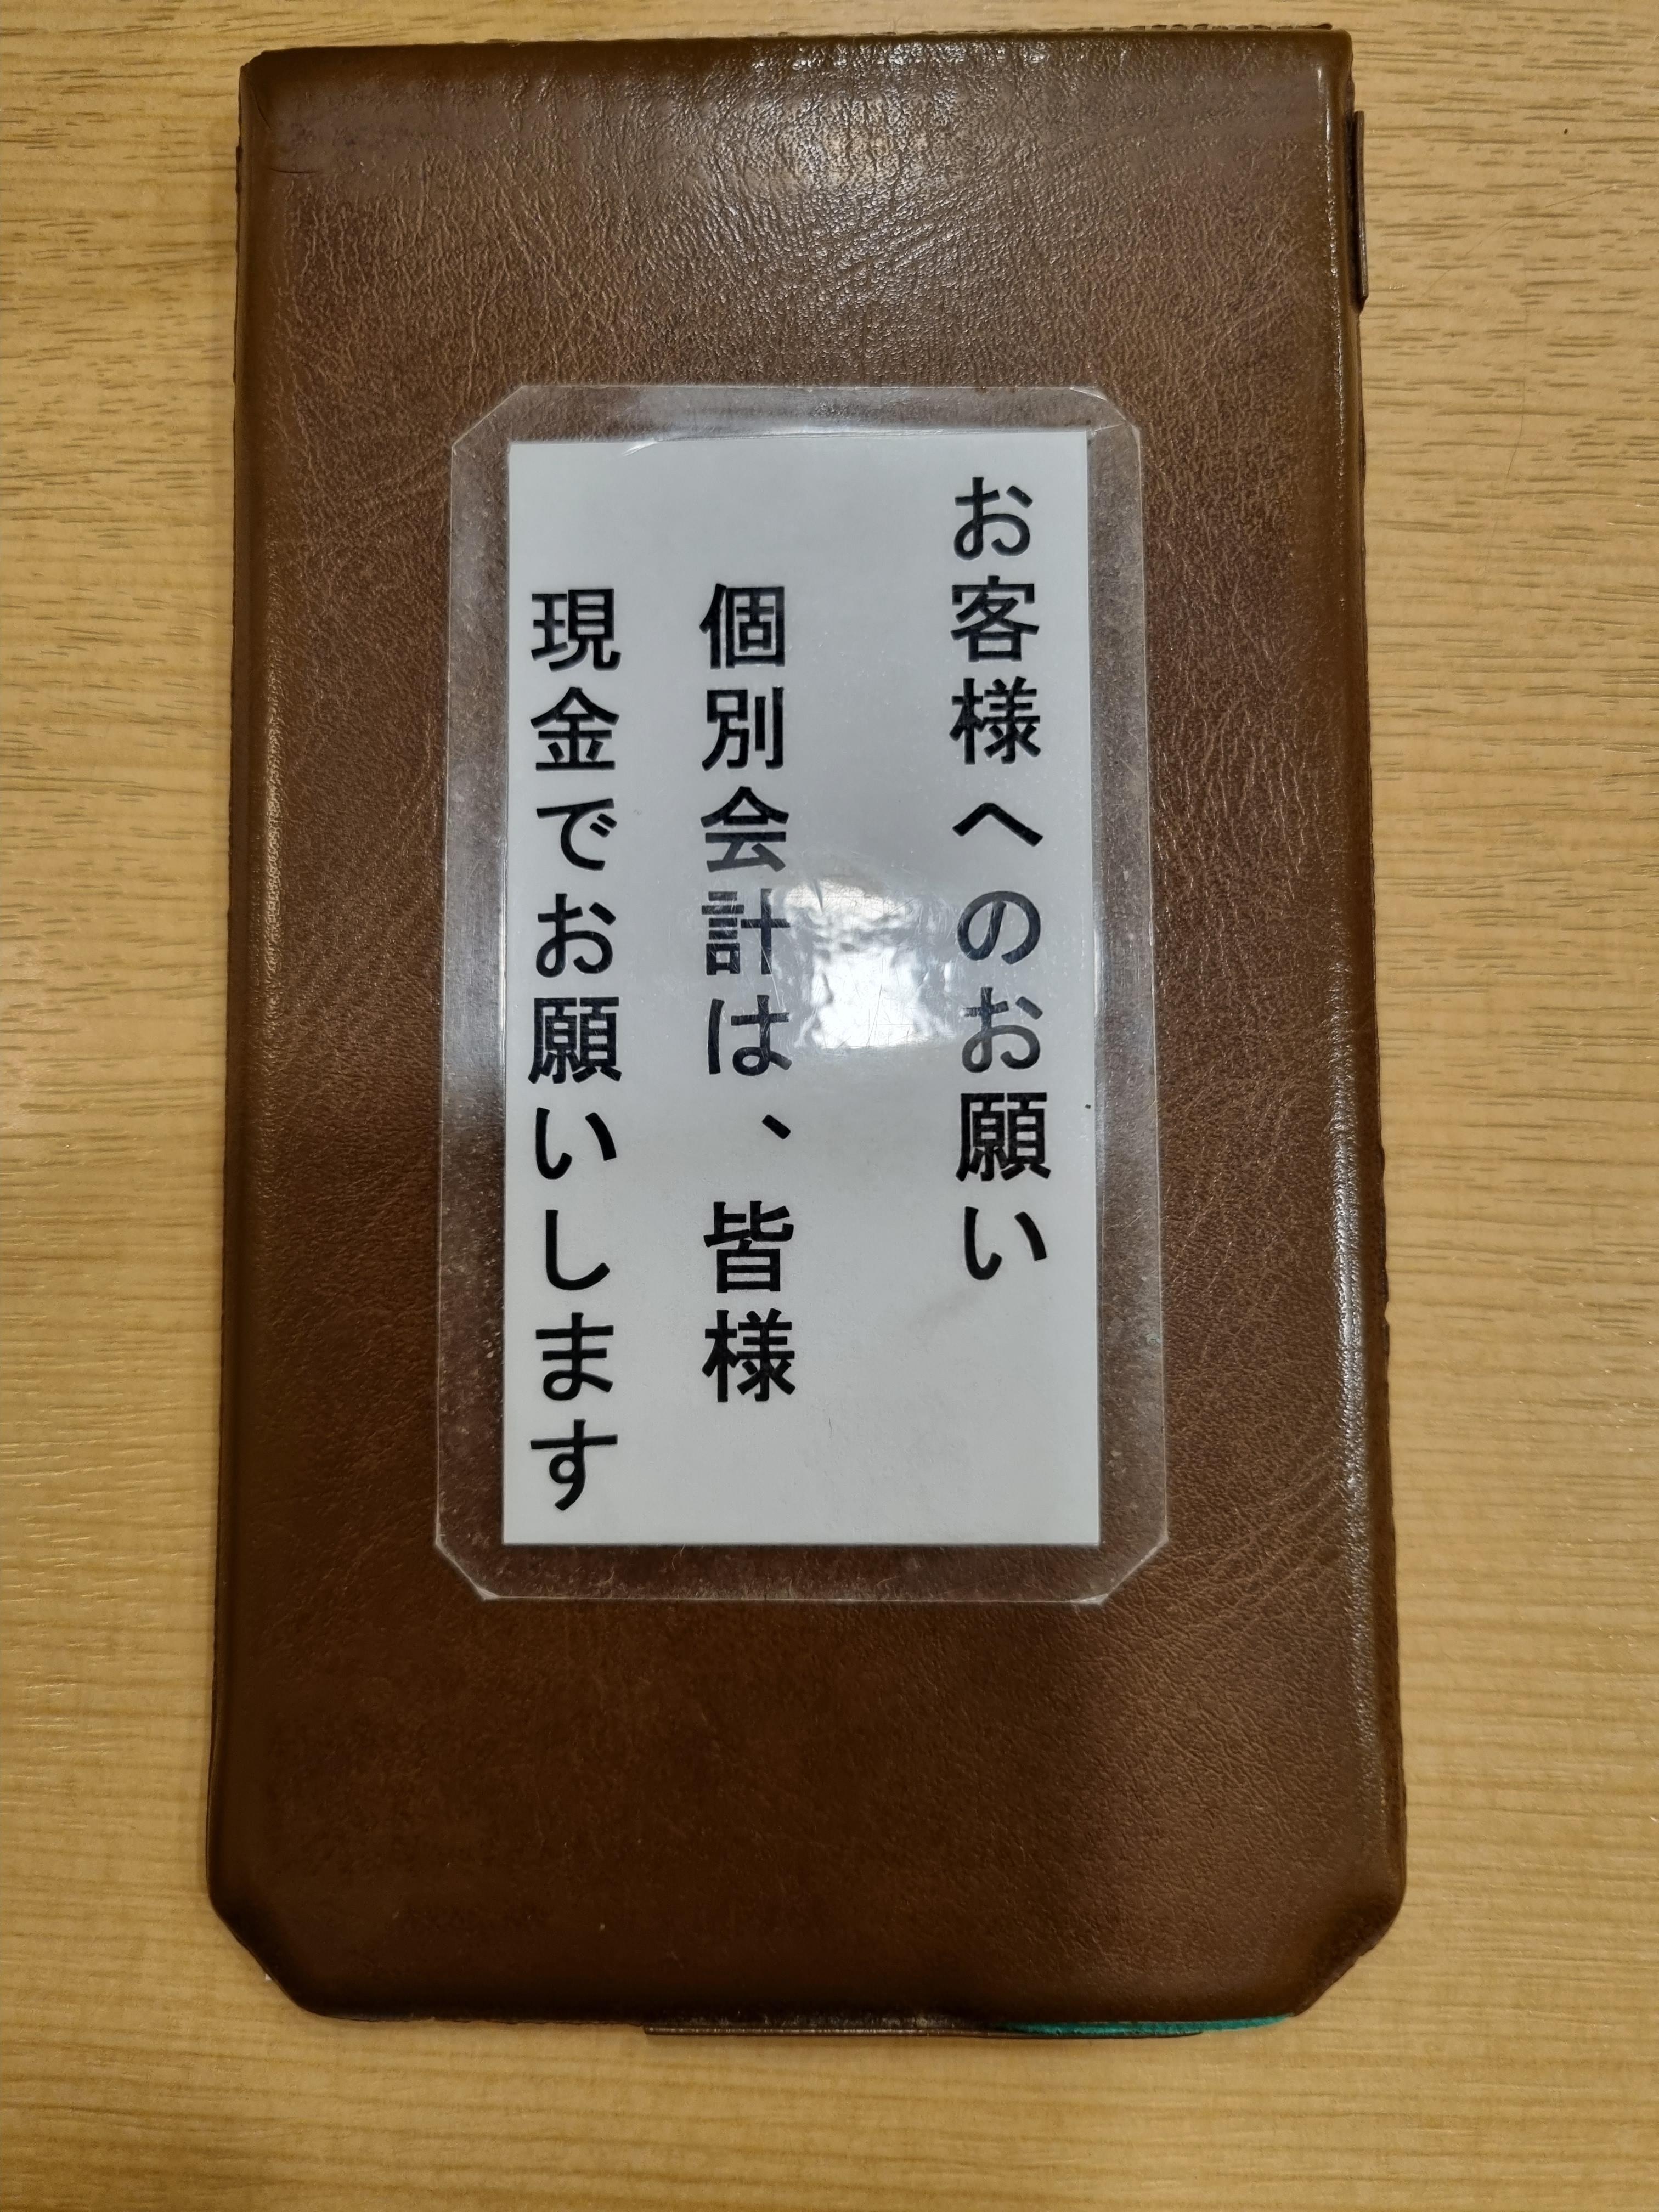 お客様へのお願い
個別会計は、皆様
現金でお願いします